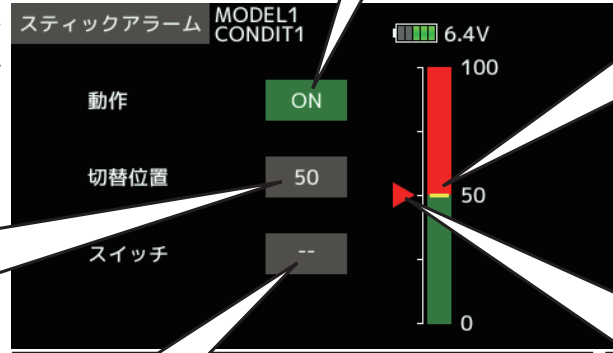 スティックアラーム
MODEL1
CONDIT1
6.4V
動作 ON
切替位置 50
スイッチ --
100
50
0